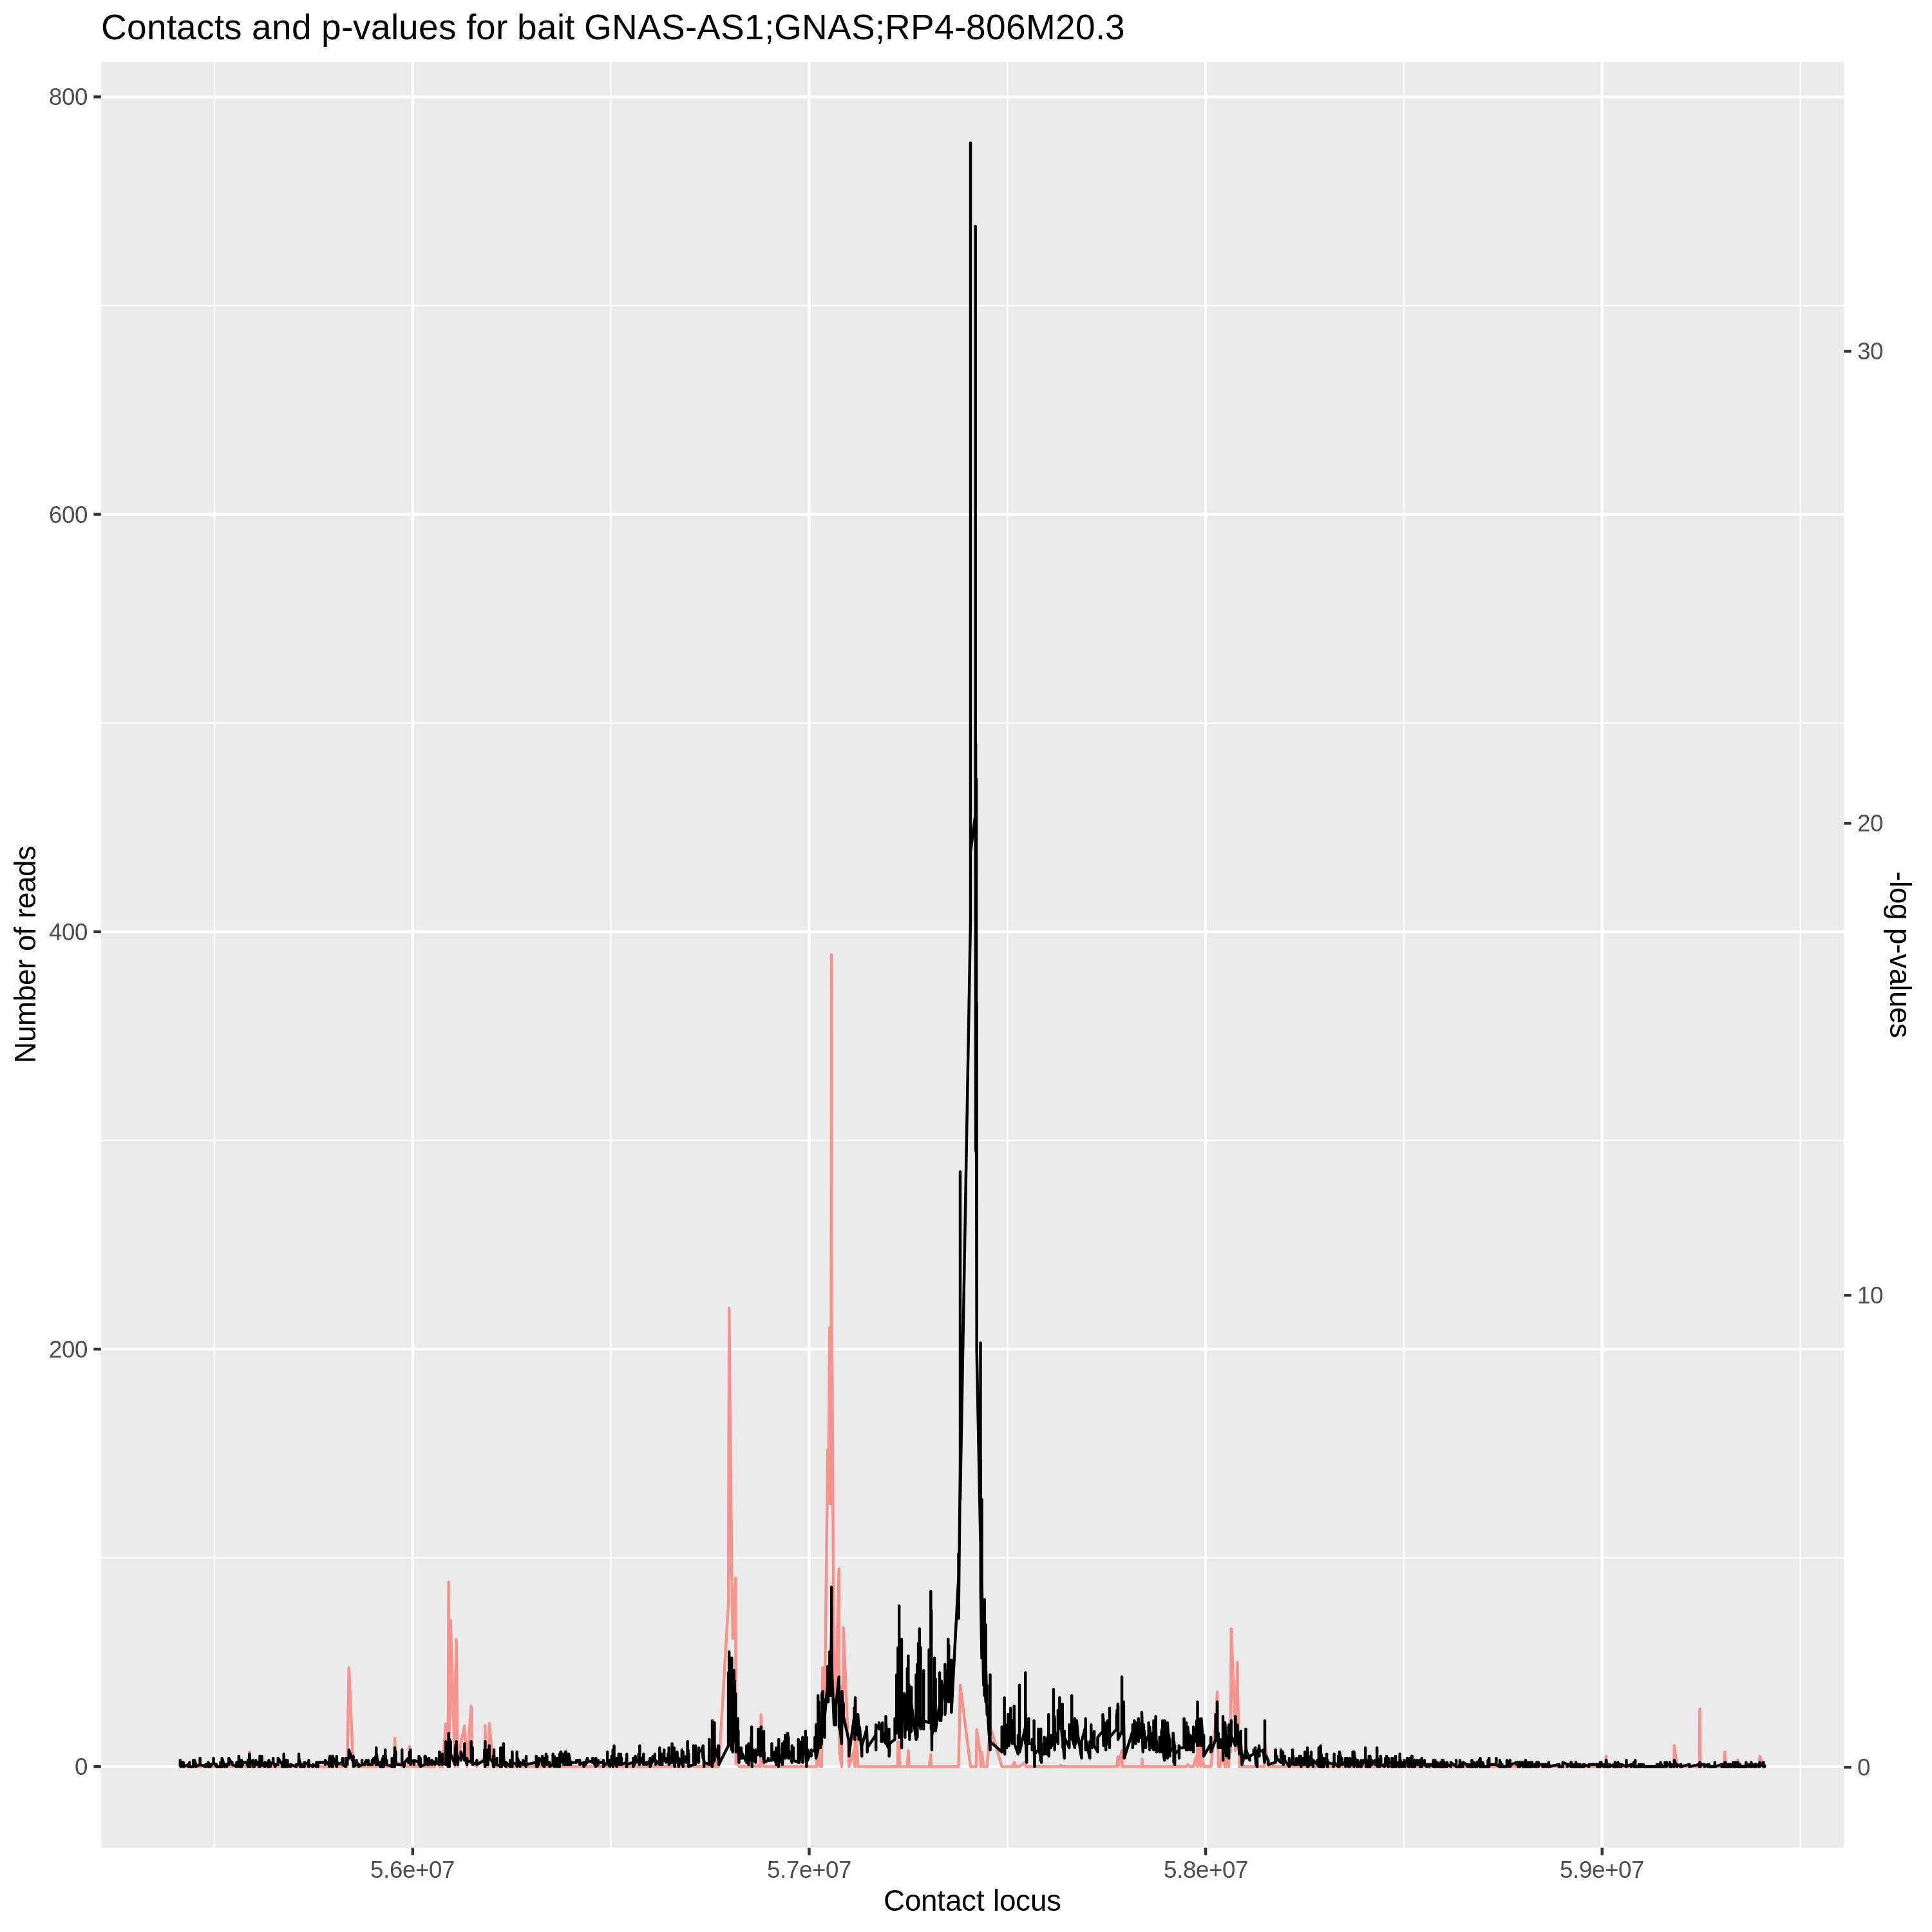 Contacts and p-values for bait GNAS-AS1;GNAS;RP4-806M20.3
800
600
400
200
0
Number of reads
30
20
10
0
-log p-values
5.6e+07
5.7e+07
5.8e+07
5.9e+07
Contact locus